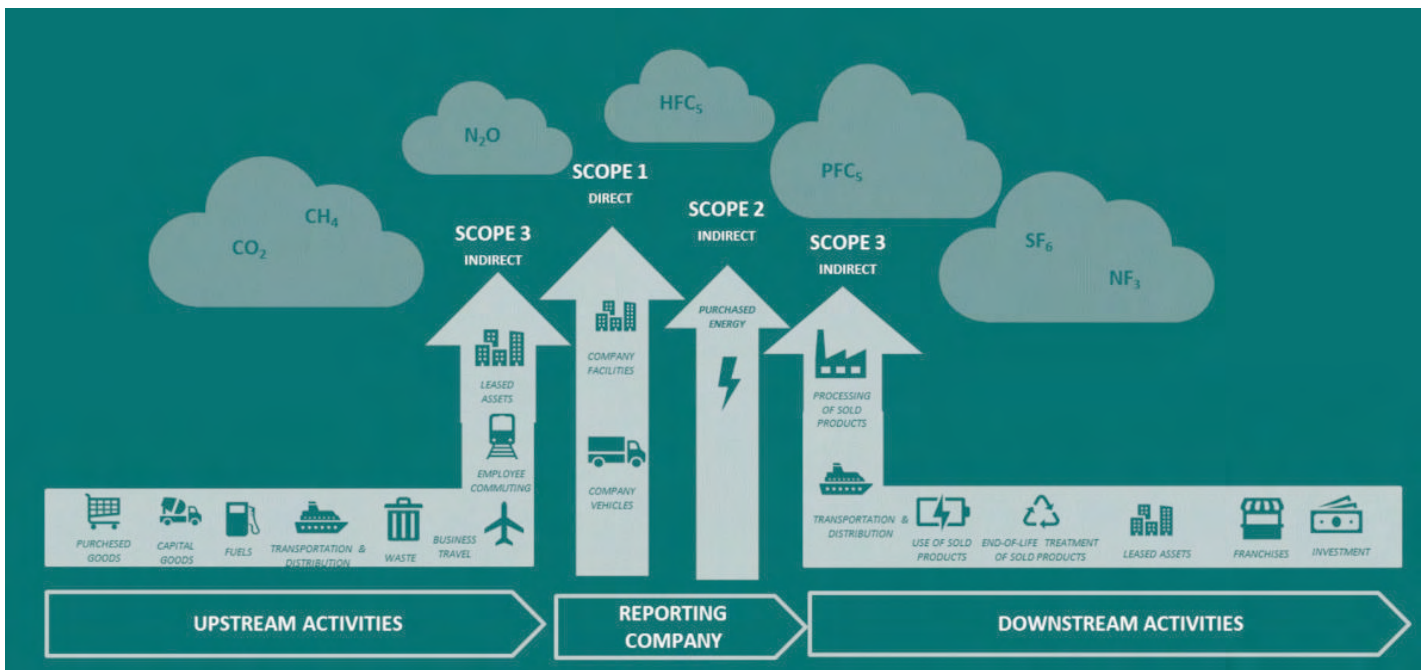 HFC₅
N₂O
PFC₅
CH₄
CO₂
SF₆
NF₃
SCOPE 3
INDIRECT
SCOPE 1
DIRECT
SCOPE 2
INDIRECT
SCOPE 3
INDIRECT
LEASED
ASSETS
EMPLOYEE
COMMUTING
BUSINESS
TRAVEL
PURCHESED
GOODS
CAPITAL
GOODS
FUELS
TRANSPORTATION &
DISTRIBUTION
WASTE
COMPANY
FACILITIES
COMPANY
VEHICLES
PURCHASED
ENERGY
PROCESSING
OF SOLD
PRODUCTS
TRANSPORTATION &
DISTRIBUTION
USE OF SOLD
PRODUCTS
END-OF-LIFE TREATMENT
OF SOLD PRODUCTS
LEASED ASSETS
FRANCHISES
INVESTMENT
UPSTREAM ACTIVITIES
REPORTING
COMPANY
DOWNSTREAM ACTIVITIES